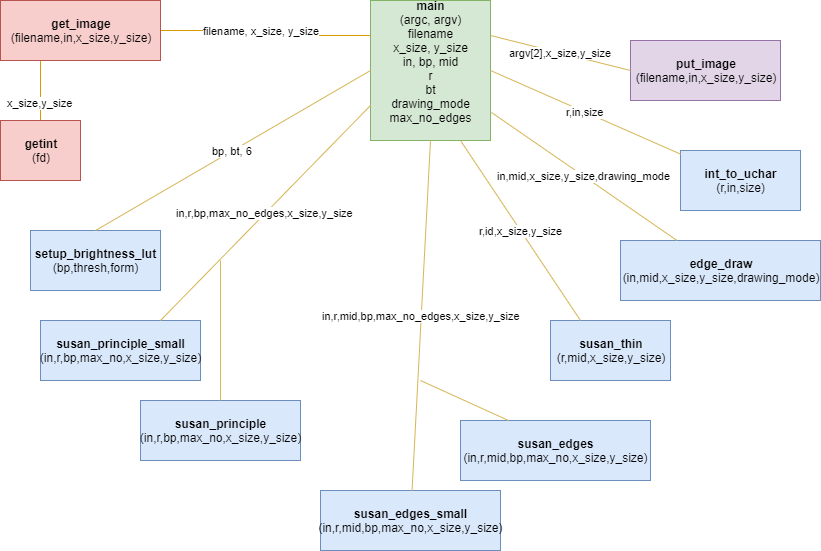 get_image
(filename,in,x_size,y_size)
filename, x_size, y_size
main
(argc, argv)
filename
x_size, y_size
in, bp, mid
r
bt
drawing_mode
max_no_edges
argv[2],x_size,y_size
put_image
(filename,in,x_size,y_size)
x_size,y_size
getint
(fd)
r,in,size
int_to_uchar
(r,in,size)
bp, bt, 6
in,mid,x_size,y_size,drawing_mode
in,r,bp,max_no_edges,x_size,y_size
r,id,x_size,y_size
setup_brightness_lut
(bp,thresh,form)
edge_draw
(in,mid,x_size,y_size,drawing_mode)
in,r,mid,bp,max_no_edges,x_size,y_size
susan_principle_small
(in,r,bp,max_no,x_size,y_size)
susan_thin
(r,mid,x_size,y_size)
susan_principle
(in,r,bp,max_no,x_size,y_size)
susan_edges
(in,r,mid,bp,max_no,x_size,y_size)
susan_edges_small
(in,r,mid,bp,max_no,x_size,y_size)